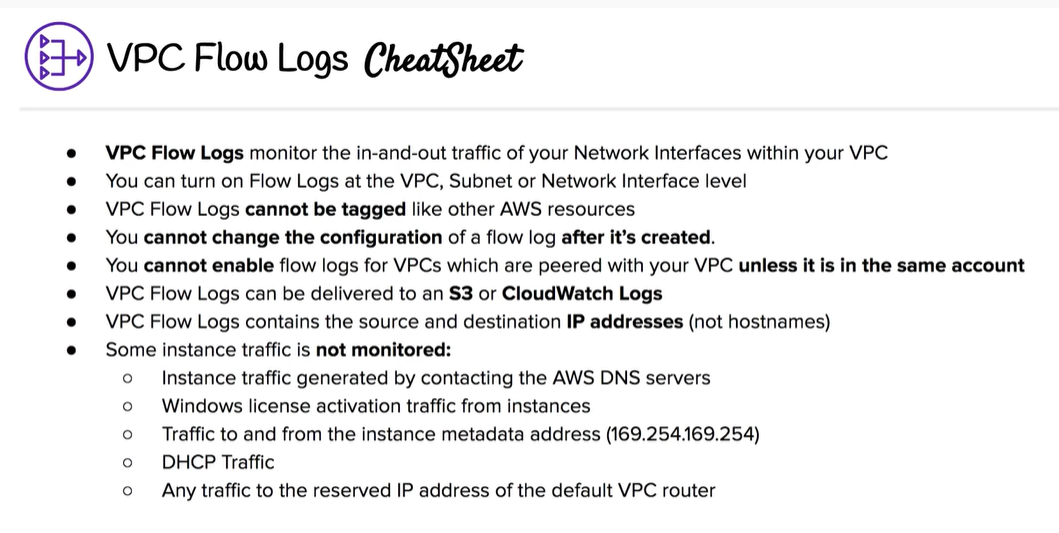 VPC Flow Logs CheatSheet
● VPC Flow Logs monitor the in-and-out traffic of your Network Interfaces within your VPC
● You can turn on Flow Logs at the VPC, Subnet or Network Interface level
● VPC Flow Logs cannot be tagged like other AWS resources
● You cannot change the configuration of a flow log after it's created.
● You cannot enable flow logs for VPCs which are peered with your VPC unless it is in the same account
● VPC Flow Logs can be delivered to an S3 or CloudWatch Logs
● VPC Flow Logs contains the source and destination IP addresses (not hostnames)
● Some instance traffic is not monitored:
○ Instance traffic generated by contacting the AWS DNS servers
○ Windows license activation traffic from instances
○ Traffic to and from the instance metadata address (169.254.169.254)
○ DHCP Traffic
○ Any traffic to the reserved IP address of the default VPC router